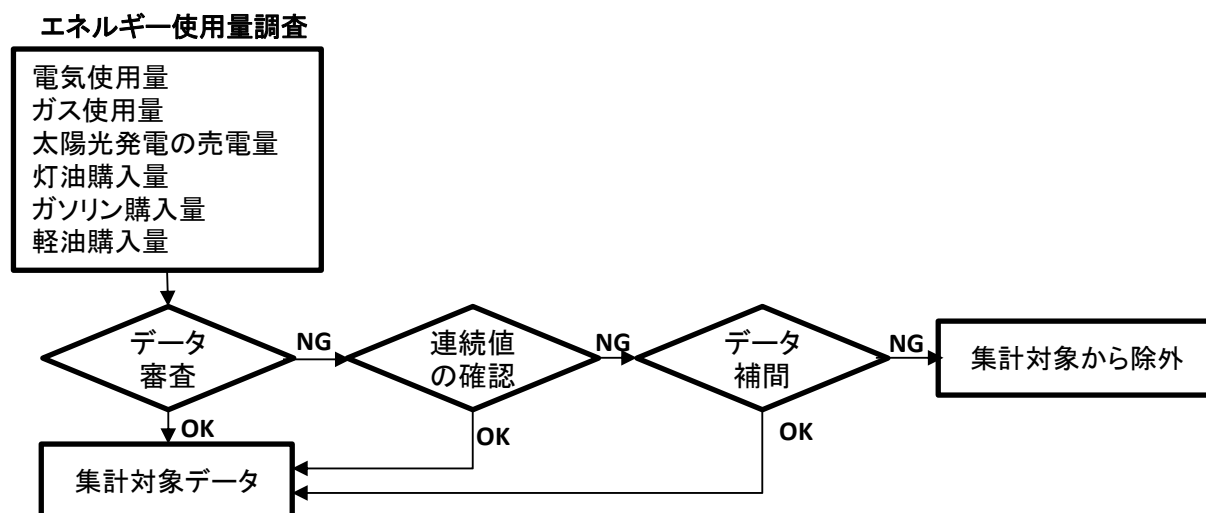 エネルギー使用量調査
電気使用量
ガス使用量
太陽光発電の売電量
灯油購入量
ガソリン購入量
軽油購入量
データ
審査
NG
連続値
の確認
NG
データ
補間
NG
集計対象から除外
OK
OK
OK
集計対象データ